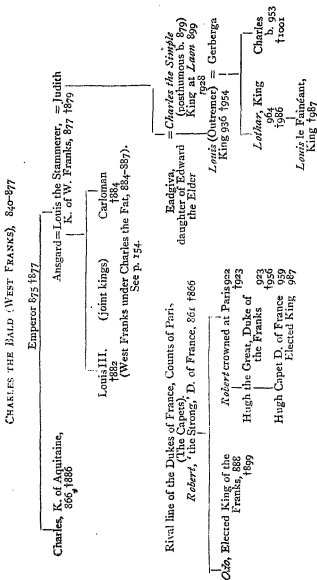 CHARLES THE BALD (WEST FRANKS), 840-877
Emperor 875 †877
Charles, K. of Aquitaine,
866, †886
Ansgard = Louis the Stammerer, = Judith
K. of W. Franks, 877 †879
Louis III. (joint kings) Carloman
†882 †884
(West Franks under Charles the Fat, 884-887).
See p. 154.
= Charles the Simple
(posthumous b. 879)
King at Laon 899
†928
Eadgiva,
daughter of Edward
the Elder
Louis (Outremer) = Gerberga
King 936 †954
Lothar, King
964
†986
Charles
b. 953
†1001
Louis le Fainéant,
King †987
Rival line of the Dukes of France, Counts of Paris,
(The Capets).
Robert, 'the Strong,' D. of France, 861 †866
Odo, Elected King of the
Franks, 888
†899
Robert crowned at Paris 922
†923
Hugh the Great, Duke of
the Franks 923
†956
Hugh Capet D. of France 959
Elected King 987